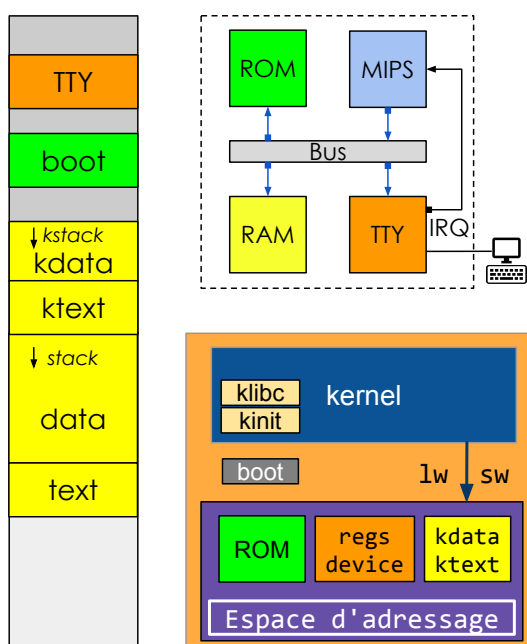 TTY
boot
kstack
kdata
ktext
stack
data
text
ROM
MIPS
Bus
RAM
TTY
IRQ
klibc
kinit
kernel
boot
lw sw
ROM
regs
device
kdata
ktext
Espace d'adressage